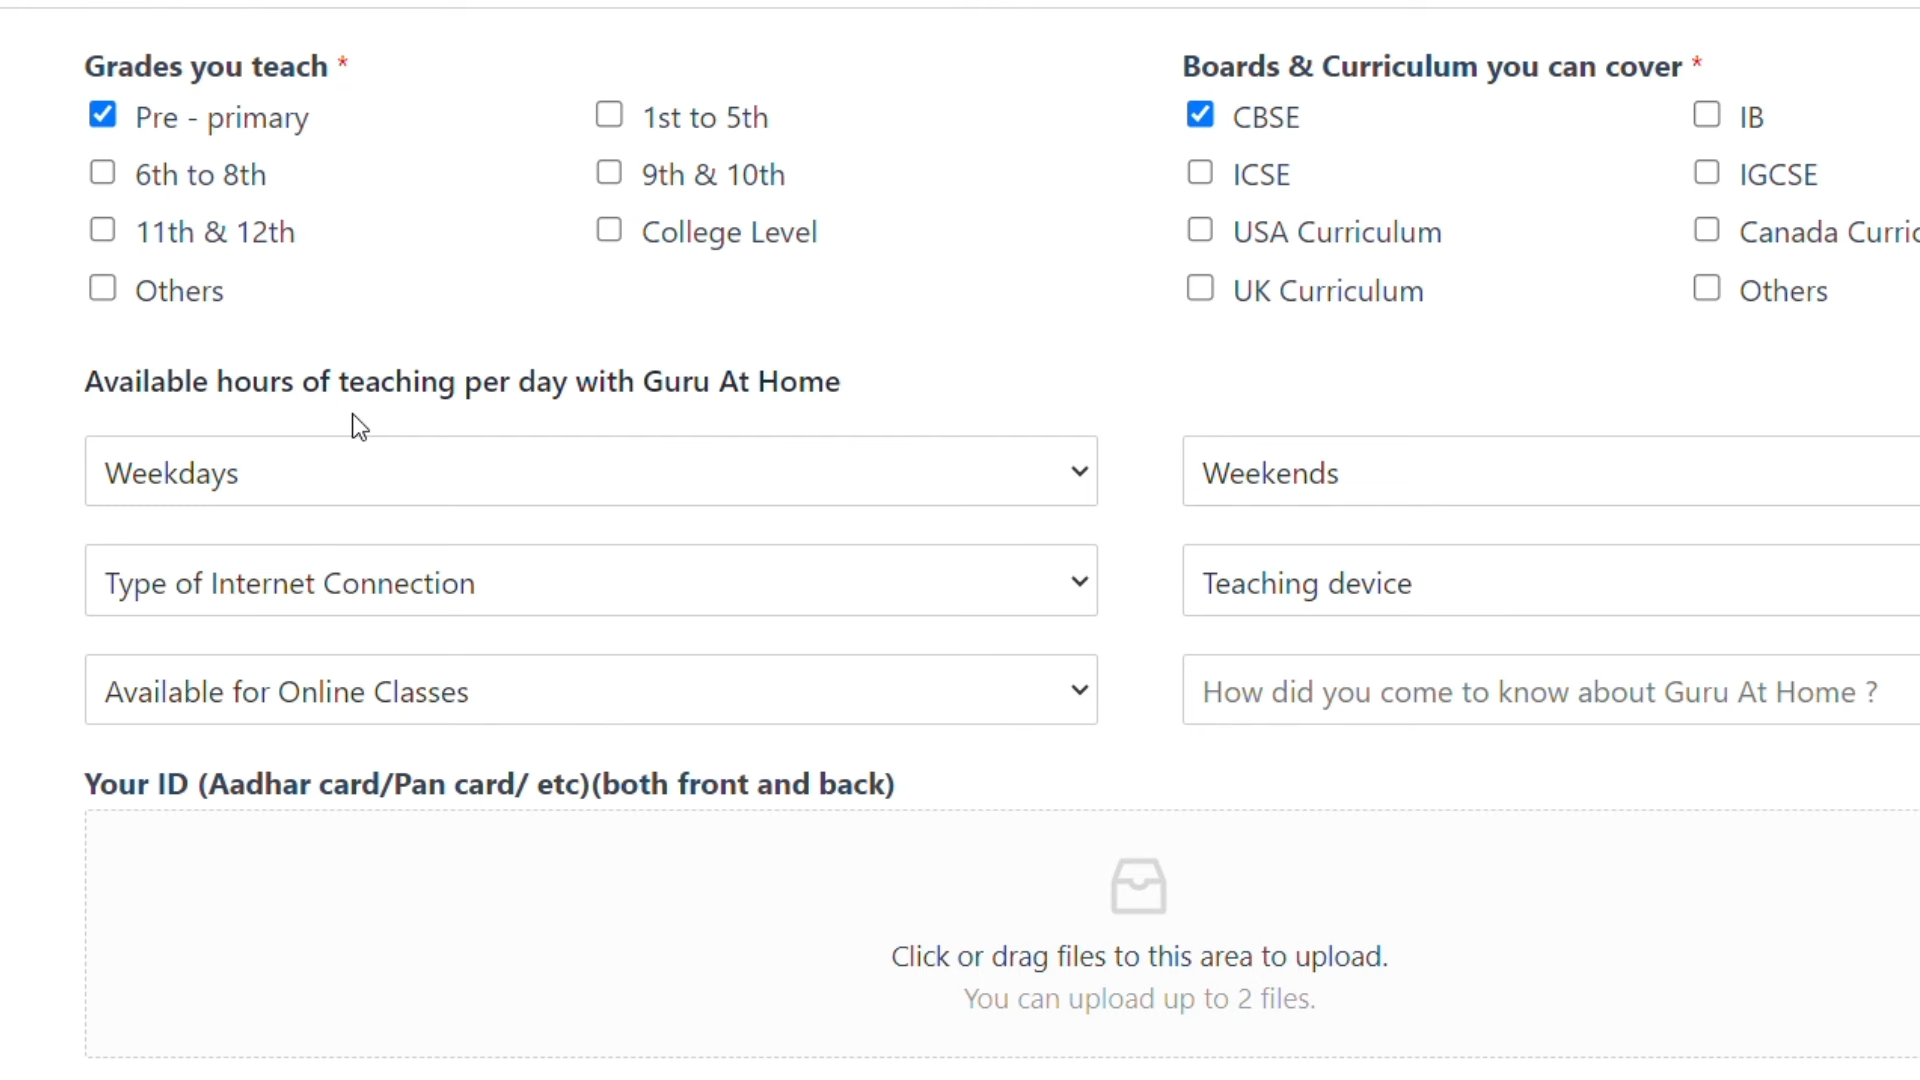 Grades you teach *
Pre - primary
1st to 5th
6th to 8th
9th & 10th
11th & 12th
College Level
Others
Boards & Curriculum you can cover *
CBSE
IB
ICSE
IGCSE
USA Curriculum
Canada
UK Curriculum
Others
Available hours of teaching per day with Guru At Home
Weekdays
Weekends
Type of Internet Connection
Teaching device
Available for Online Classes
How did you come to know about Guru At Home ?
Your ID (Aadhar card/Pan card/ etc)(both front and back)
Click or drag files to this area to upload.
You can upload up to 2 files.